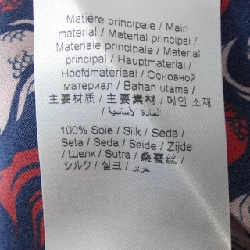 Matière principale / Main
material / Material principal /
Materiale principale / Material
principal / Hauptmaterial /
Hoofdmateriaal / Основной
материал / Bahan utama /
主要材质 / 主要素材 / 메인 소재
/ المادة الأساسية
100% Soie / Silk / Seda /
Seta / Seda / Seide / Zijde
/ Шелк / Sutra / 桑蚕丝 /
シルク / 실크 / حرير